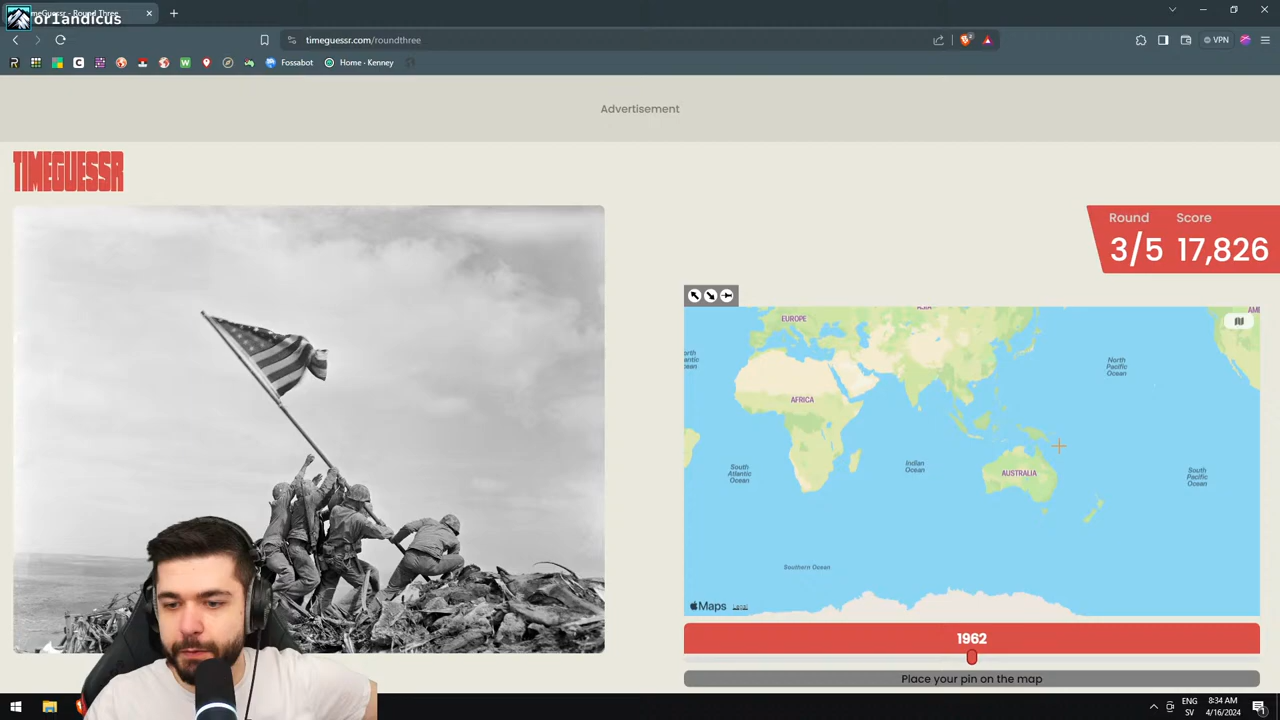 or1andicus
timeguessr.com/roundthree
VPN
Fossabot
Home · Kenney
Advertisement
TIMEGUESSR
Round Score
3/5 17,826
EUROPE
North Pacific Ocean
AFRICA
South Atlantic Ocean
Indian Ocean
AUSTRALIA
South Pacific Ocean
Southern Ocean
Maps Legal
1962
Place your pin on the map
ENG
SV
8:34 AM
4/16/2024